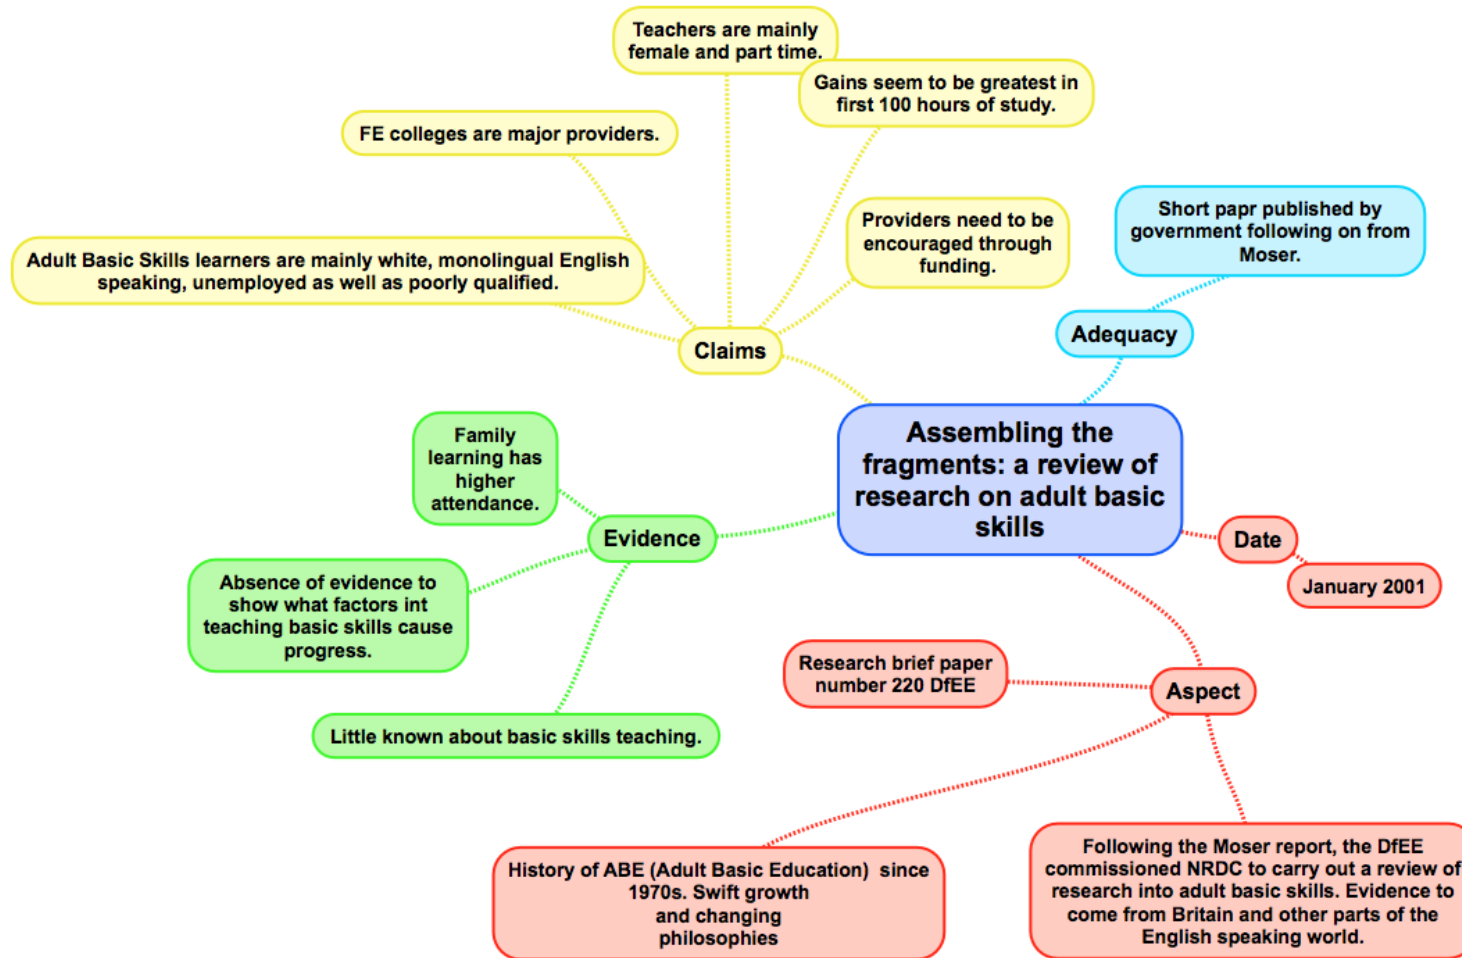 Teachers are mainly
female and part time.
Gains seem to be greatest in
first 100 hours of study.
FE colleges are major providers.
Providers need to be
encouraged through
funding.
Adult Basic Skills learners are mainly white, monolingual English
speaking, unemployed as well as poorly qualified.
Claims
Short papr published by
government following on from
Moser.
Adequacy
Assembling the
fragments: a review of
research on adult basic
skills
Family
learning has
higher
attendance.
Evidence
Absence of evidence to
show what factors int
teaching basic skills cause
progress.
Little known about basic skills teaching.
Date
January 2001
Research brief paper
number 220 DfEE
Aspect
History of ABE (Adult Basic Education) since
1970s. Swift growth
and changing
philosophies
Following the Moser report, the DfEE
commissioned NRDC to carry out a review of
research into adult basic skills. Evidence to
come from Britain and other parts of the
English speaking world.